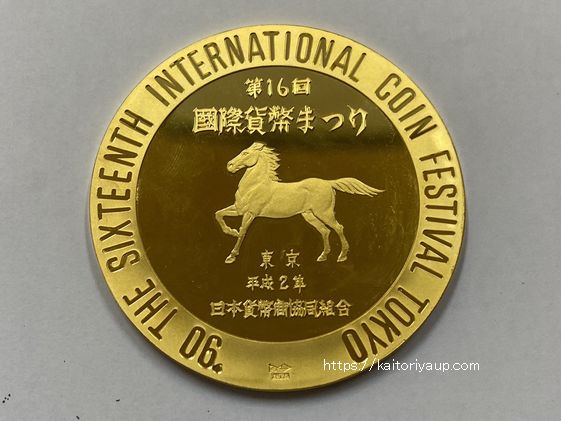 '90 THE SIXTEENTH INTERNATIONAL COIN FESTIVAL TOKYO
第16回
國際貨幣まつり
東京
平成2年
日本貨幣商協同組合
https://kaitoriyaup.com